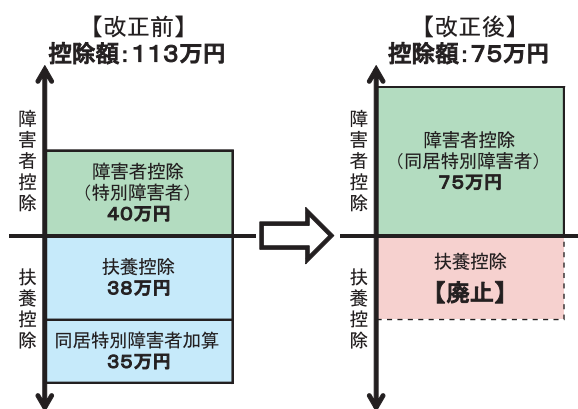 【改正前】
控除額：113万円
障害者控除
障害者控除
（特別障害者）
40万円
扶養控除
扶養控除
38万円
同居特別障害者加算
35万円
【改正後】
控除額：75万円
障害者控除
障害者控除
（同居特別障害者）
75万円
扶養控除
扶養控除
【廃止】